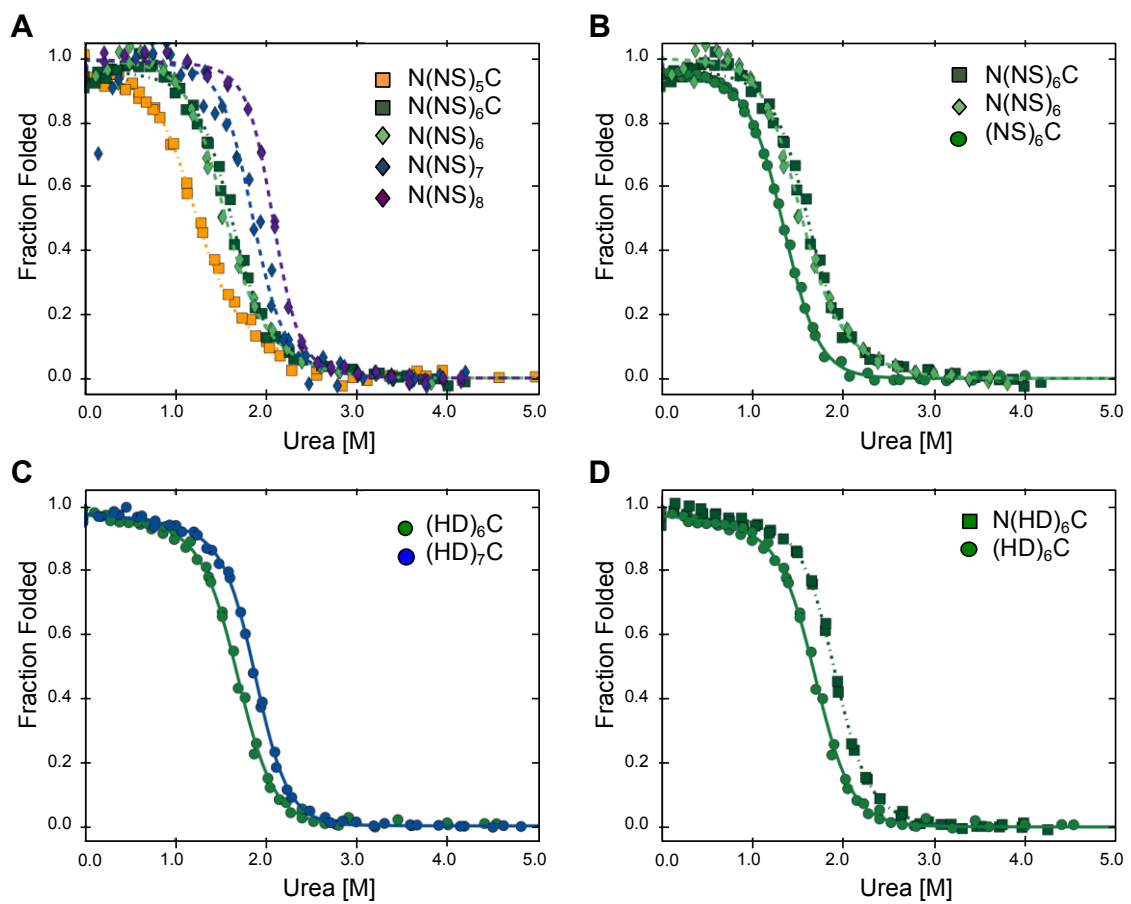 A
B
Fraction Folded
1.0
0.8
0.6
0.4
0.2
0.0
0.0 1.0 2.0 3.0 4.0 5.0
Urea [M]
N(NS)₅C
N(NS)₆C
N(NS)₆
N(NS)₇
N(NS)₈
Fraction Folded
1.0
0.8
0.6
0.4
0.2
0.0
0.0 1.0 2.0 3.0 4.0 5.0
Urea [M]
N(NS)₆C
N(NS)₆
(NS)₆C
C
D
Fraction Folded
1.0
0.8
0.6
0.4
0.2
0.0
0.0 1.0 2.0 3.0 4.0 5.0
Urea [M]
(HD)₆C
(HD)₇C
Fraction Folded
1.0
0.8
0.6
0.4
0.2
0.0
0.0 1.0 2.0 3.0 4.0 5.0
Urea [M]
N(HD)₆C
(HD)₆C